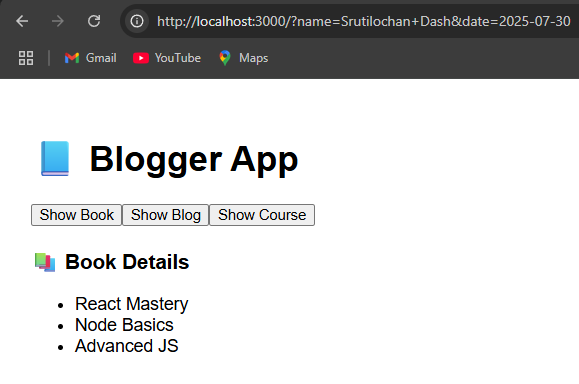 http://localhost:3000/?name=Srutilochan+Dash&date=2025-07-30
Gmail YouTube Maps
📘 Blogger App
Show Book Show Blog Show Course
📚 Book Details
• React Mastery
• Node Basics
• Advanced JS